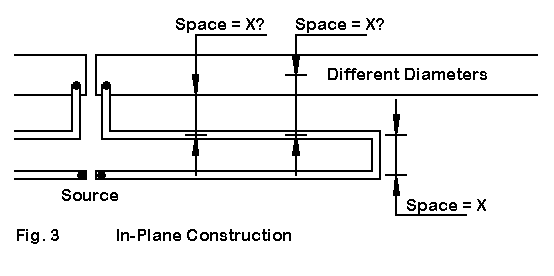 Space = X?
Space = X?
Different Diameters
Source
Space = X
Fig. 3
In-Plane Construction